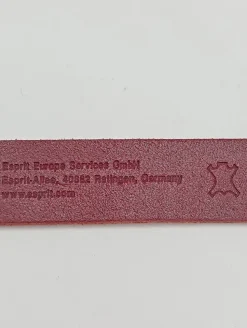 Esprit Europe Services GmbH
Esprit-Allee, 40882 Ratingen, Germany
www.esprit.com